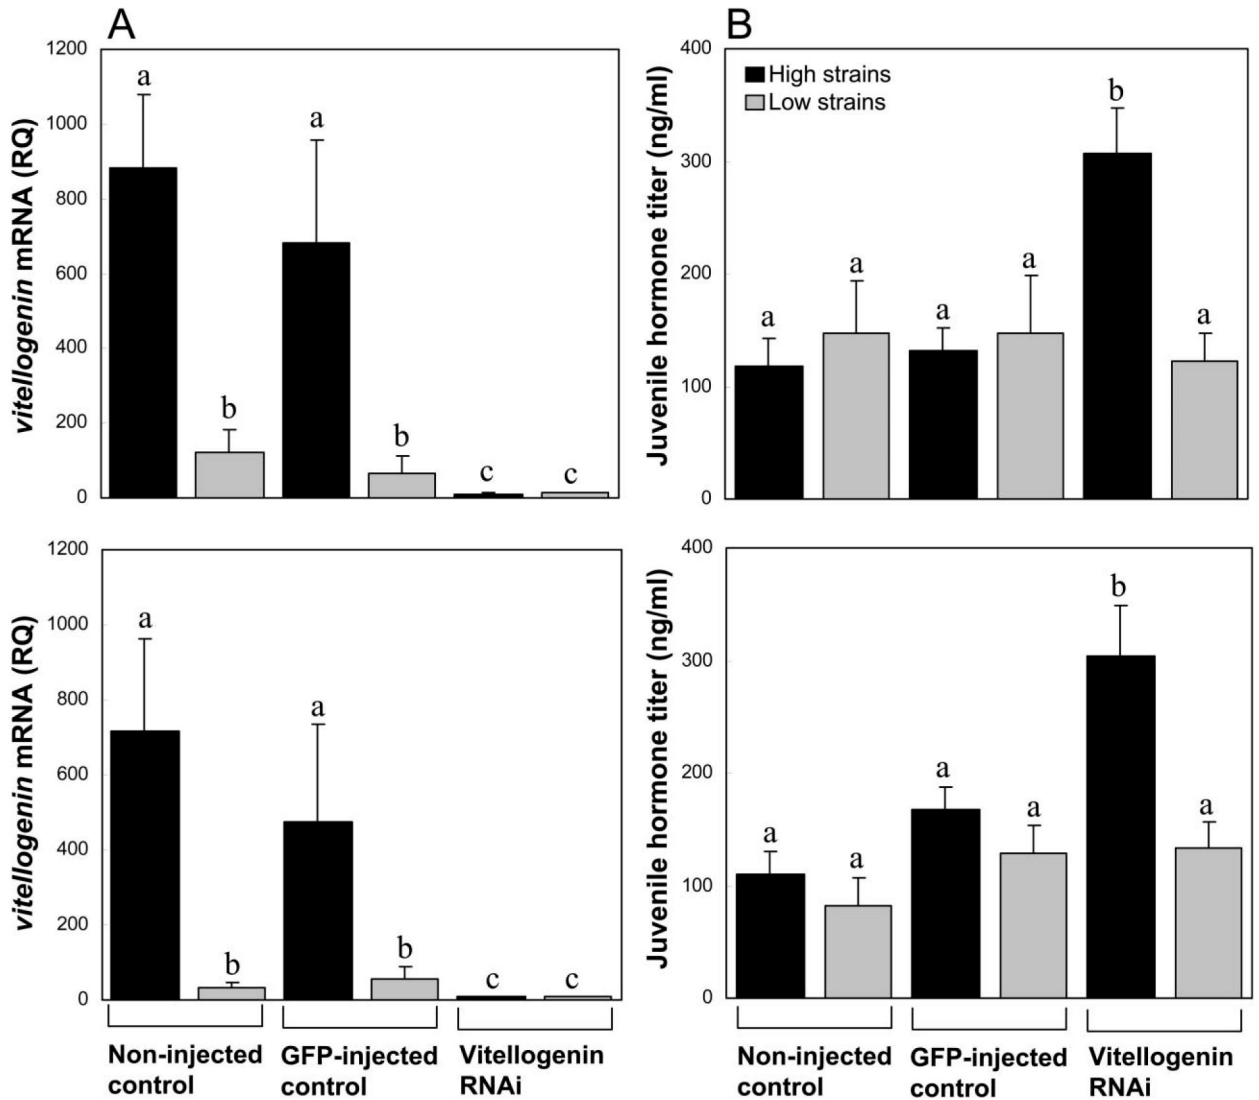 A
vitellogenin mRNA (RQ)
1200
1000
800
600
400
200
0
a
b
a
b
c
c
B
Juvenile hormone titer (ng/ml)
400
300
200
100
0
High strains
Low strains
a
a
a
a
b
a
vitellogenin mRNA (RQ)
1200
1000
800
600
400
200
0
a
b
a
b
c
c
Non-injected
control
GFP-injected
control
Vitellogenin
RNAi
Juvenile hormone titer (ng/ml)
400
300
200
100
0
a
a
a
a
b
a
Non-injected
control
GFP-injected
control
Vitellogenin
RNAi